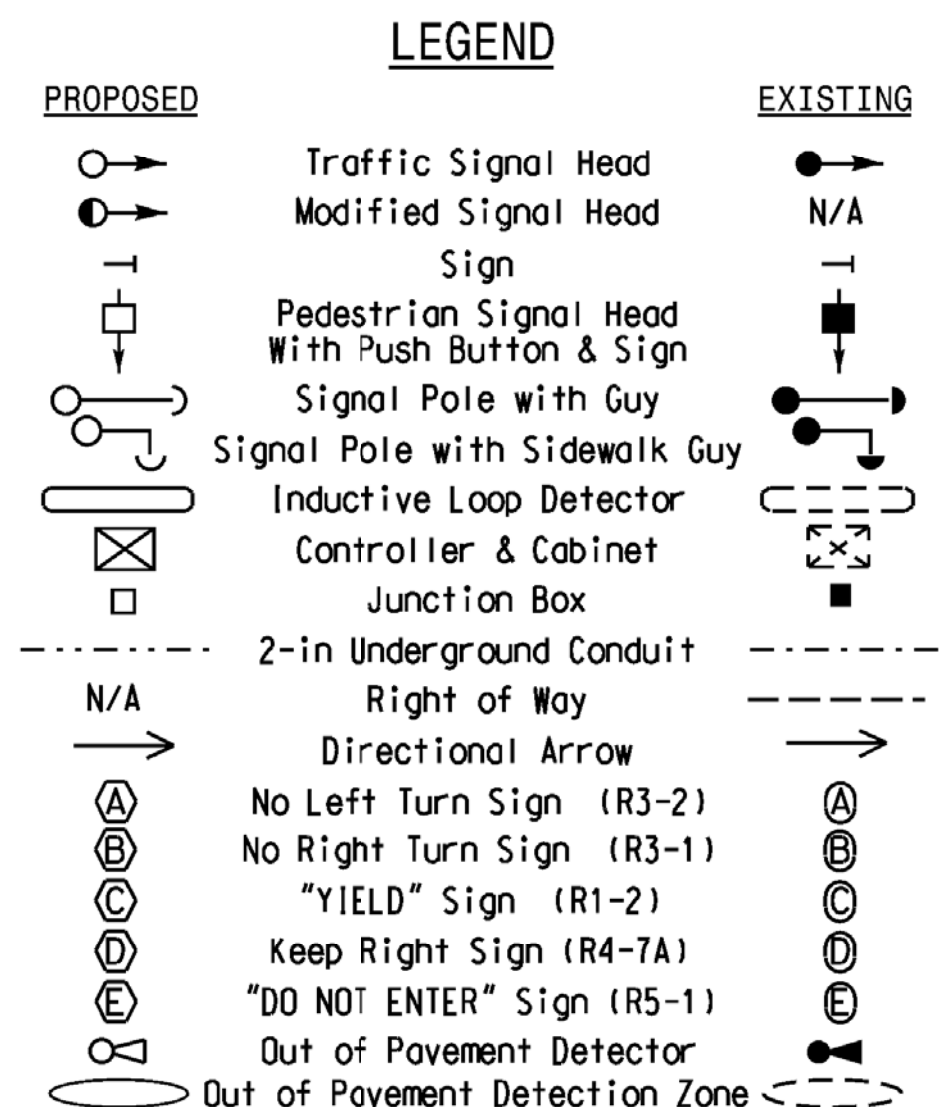 LEGEND
PROPOSED EXISTING
Traffic Signal Head
Modified Signal Head N/A
Sign
Pedestrian Signal Head
With Push Button & Sign
Signal Pole with Guy
Signal Pole with Sidewalk Guy
Inductive Loop Detector
Controller & Cabinet
Junction Box
2-in Underground Conduit
N/A Right of Way
Directional Arrow
A No Left Turn Sign (R3-2) A
B No Right Turn Sign (R3-1) B
C "YIELD" Sign (R1-2) C
D Keep Right Sign (R4-7A) D
E "DO NOT ENTER" Sign (R5-1) E
Out of Pavement Detector
Out of Pavement Detection Zone